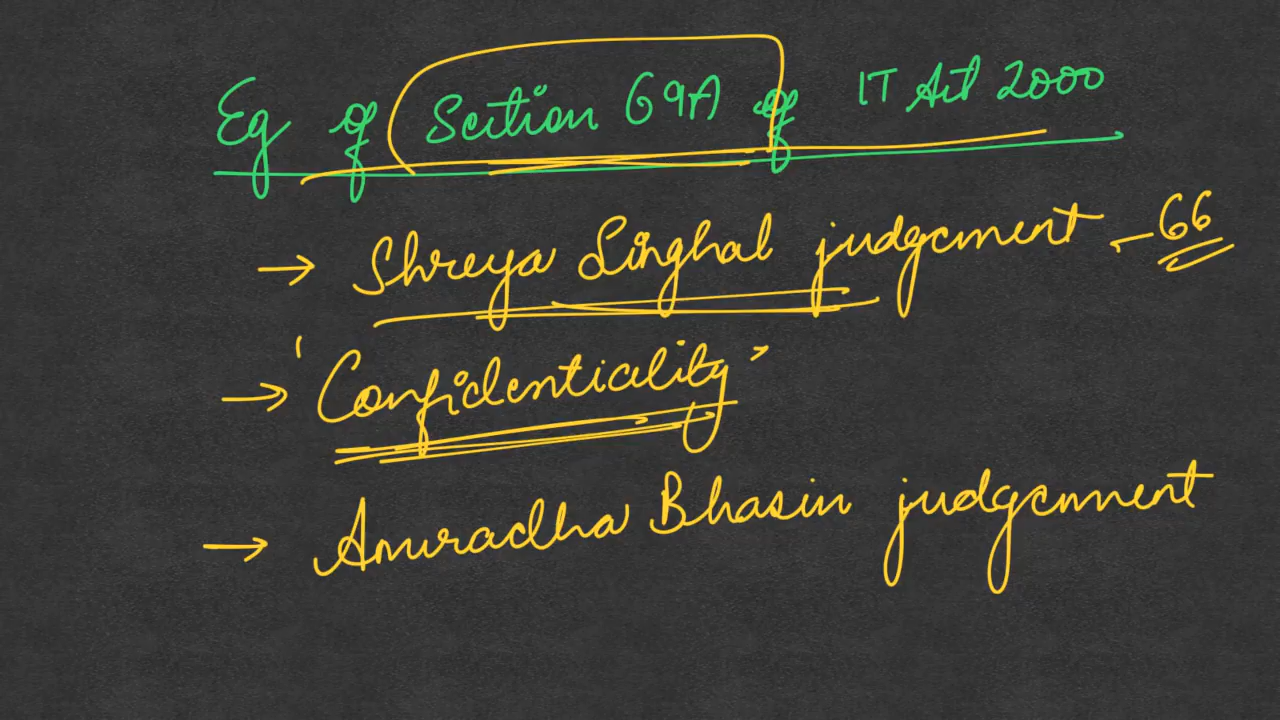 Eg of Section 69A of IT Act 2000
→ Shreya Singhal judgement - 66
→ 'Confidentiality'
→ Anuradha Bhasin judgement